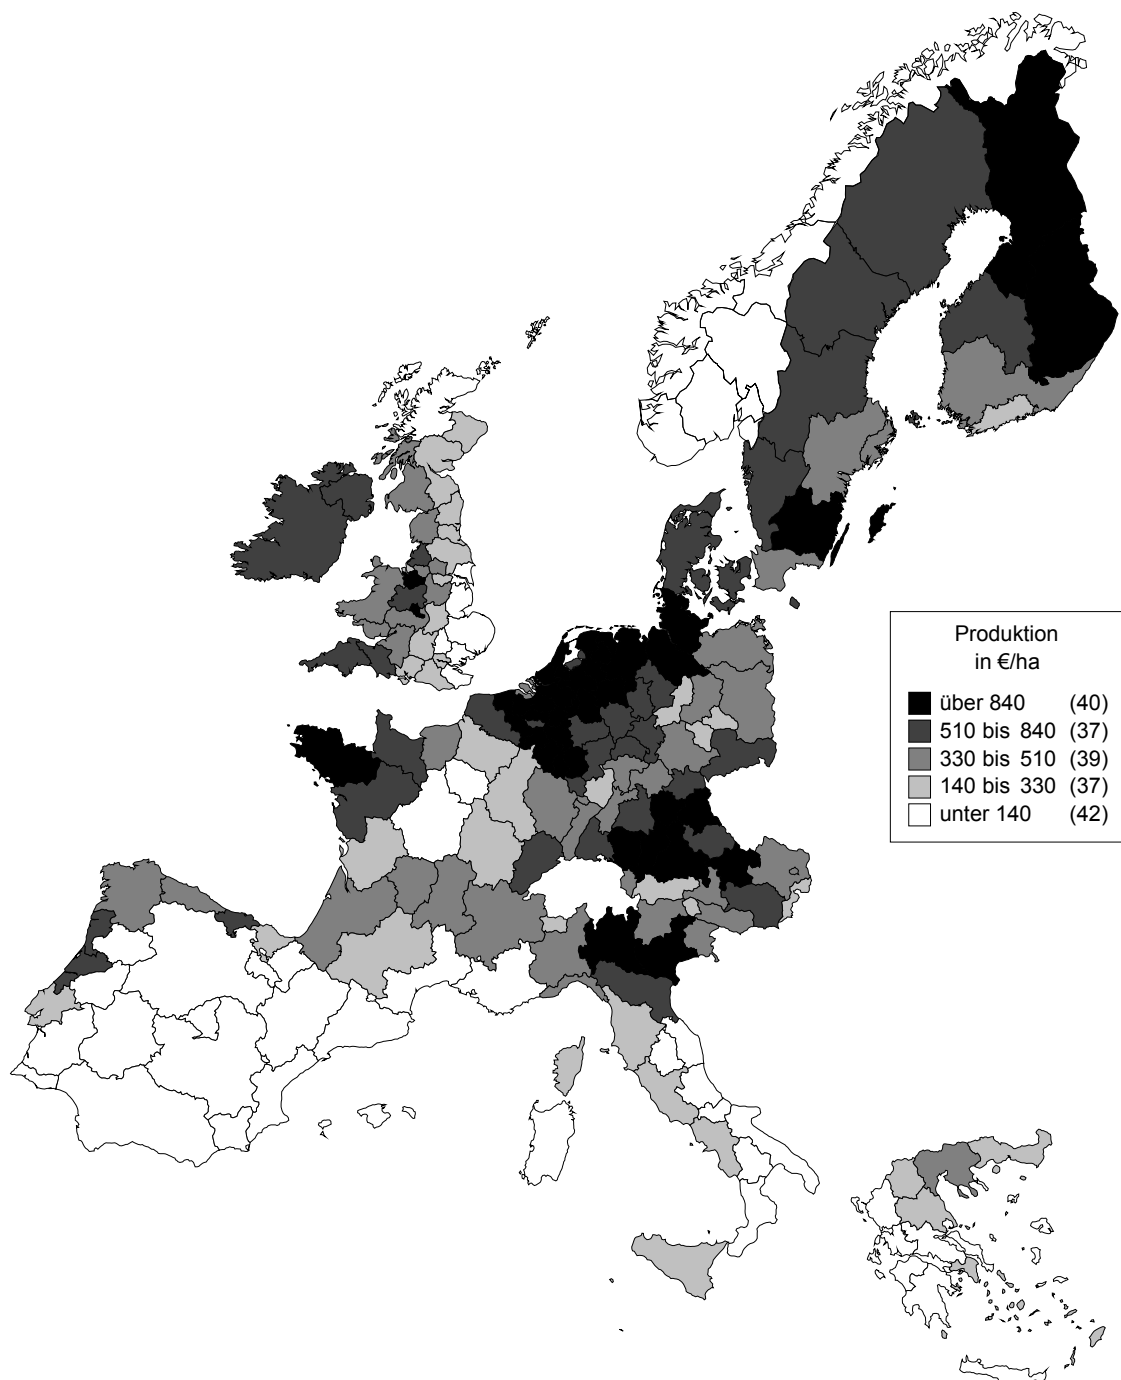 Produktion
in €/ha
über 840 (40)
510 bis 840 (37)
330 bis 510 (39)
140 bis 330 (37)
unter 140 (42)